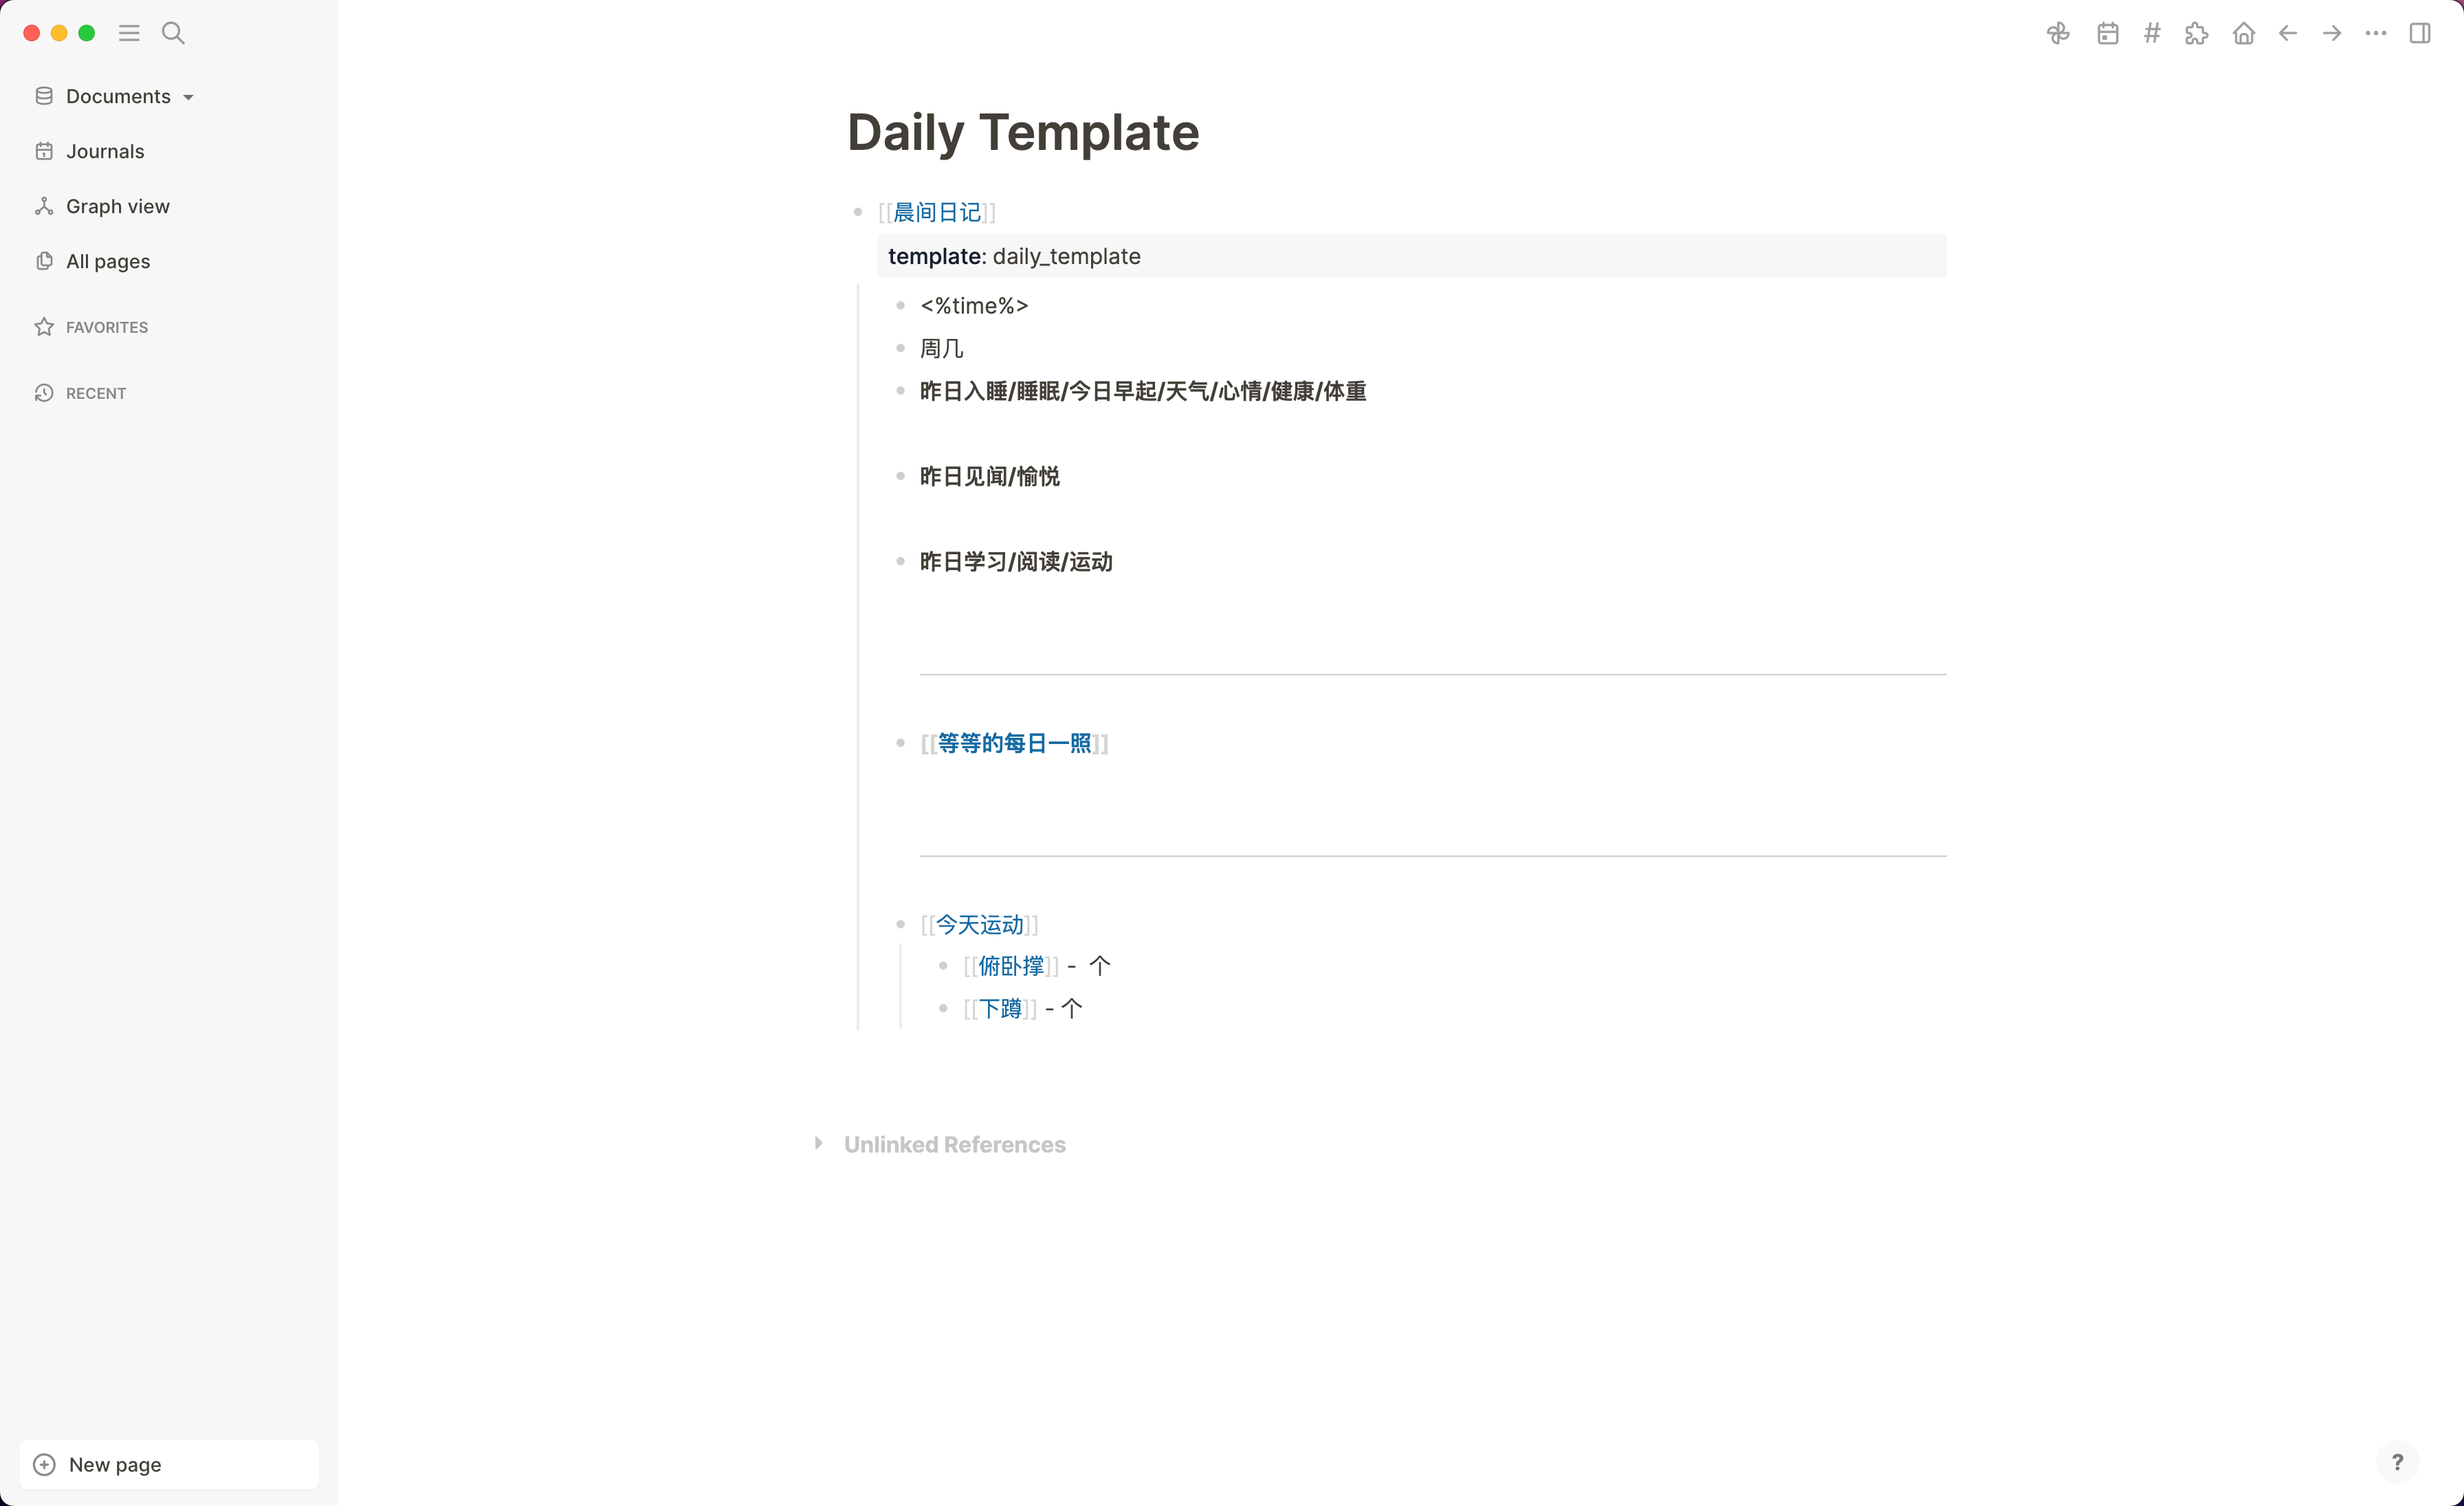 Documents
Journals
Graph view
All pages
FAVORITES
RECENT
New page
#
Daily Template
[[晨间日记]]
template: daily_template
<%time%>
周几
昨日入睡/睡眠/今日早起/天气/心情/健康/体重
昨日见闻/愉悦
昨日学习/阅读/运动
[[等等的每日一照]]
[[今天运动]]
[[俯卧撑]] - 个
[[下蹲]] - 个
Unlinked References
?